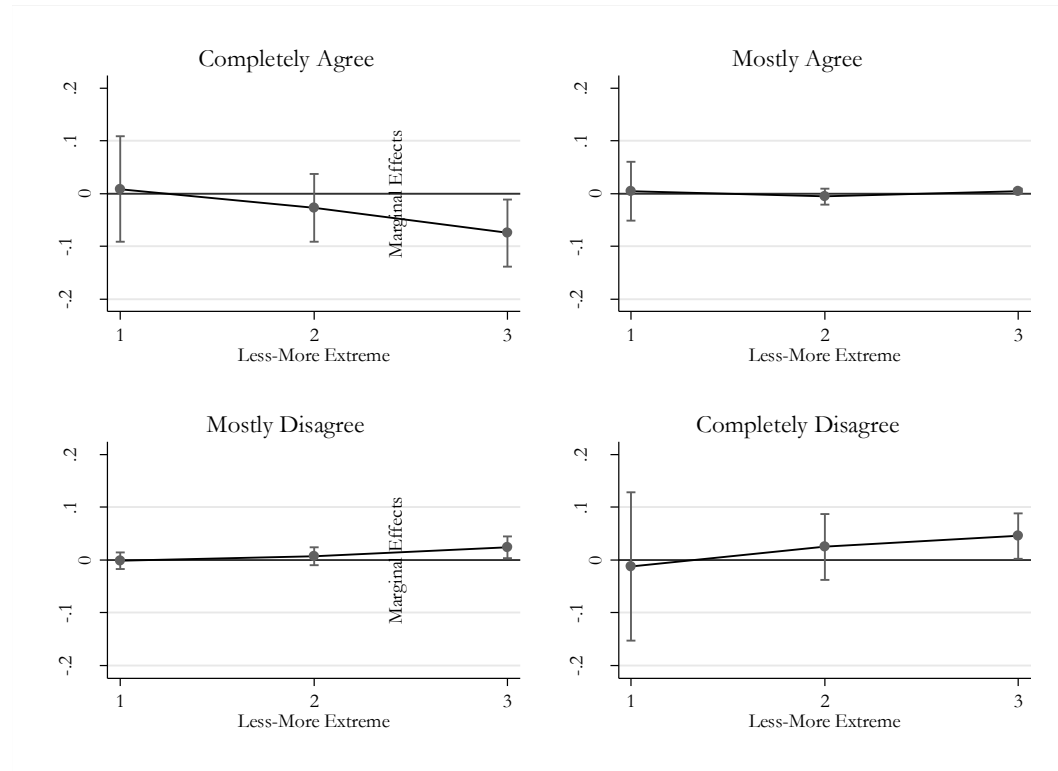 Completely Agree
.2
.1
0
-.1
-.2
Marginal Effects
1 2 3
Less-More Extreme
Mostly Agree
.2
.1
0
-.1
-.2
1 2 3
Less-More Extreme
Mostly Disagree
.2
.1
0
-.1
-.2
Marginal Effects
1 2 3
Less-More Extreme
Completely Disagree
.2
.1
0
-.1
-.2
1 2 3
Less-More Extreme